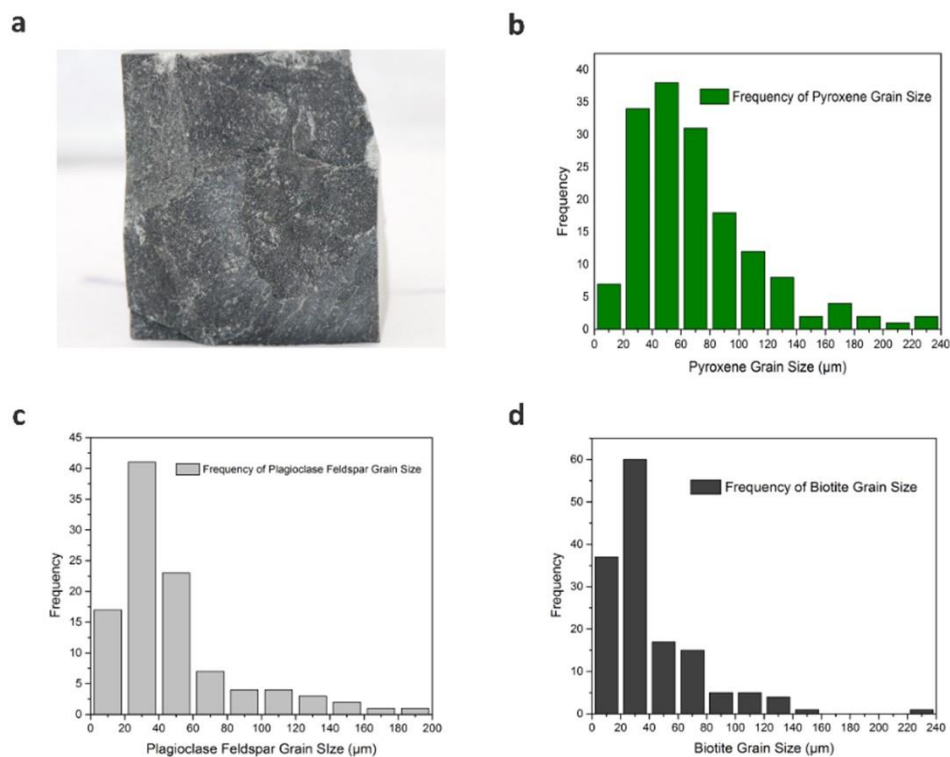 a
b
40
35
30
25
20
15
10
5
0
Frequency
Frequency of Pyroxene Grain Size
0 20 40 60 80 100 120 140 160 180 200 220 240
Pyroxene Grain Size (µm)
c
45
40
35
30
25
20
15
10
5
0
Frequency
Frequency of Plagioclase Feldspar Grain Size
0 20 40 60 80 100 120 140 160 180 200
Plagioclase Feldspar Grain SIze (µm)
d
60
50
40
30
20
10
0
Frequency
Frequency of Biotite Grain Size
0 20 40 60 80 100 120 140 160 180 200 220 240
Biotite Grain Size (µm)